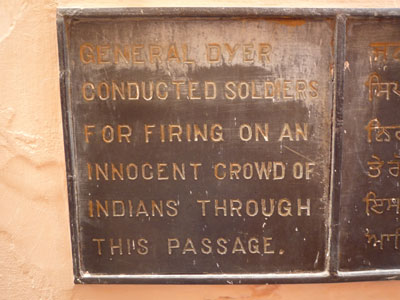 GENERAL DYER
CONDUCTED SOLDIERS
FOR FIRING ON AN
INNOCENT CROWD OF
INDIANS THROUGH
THIS PASSAGE.